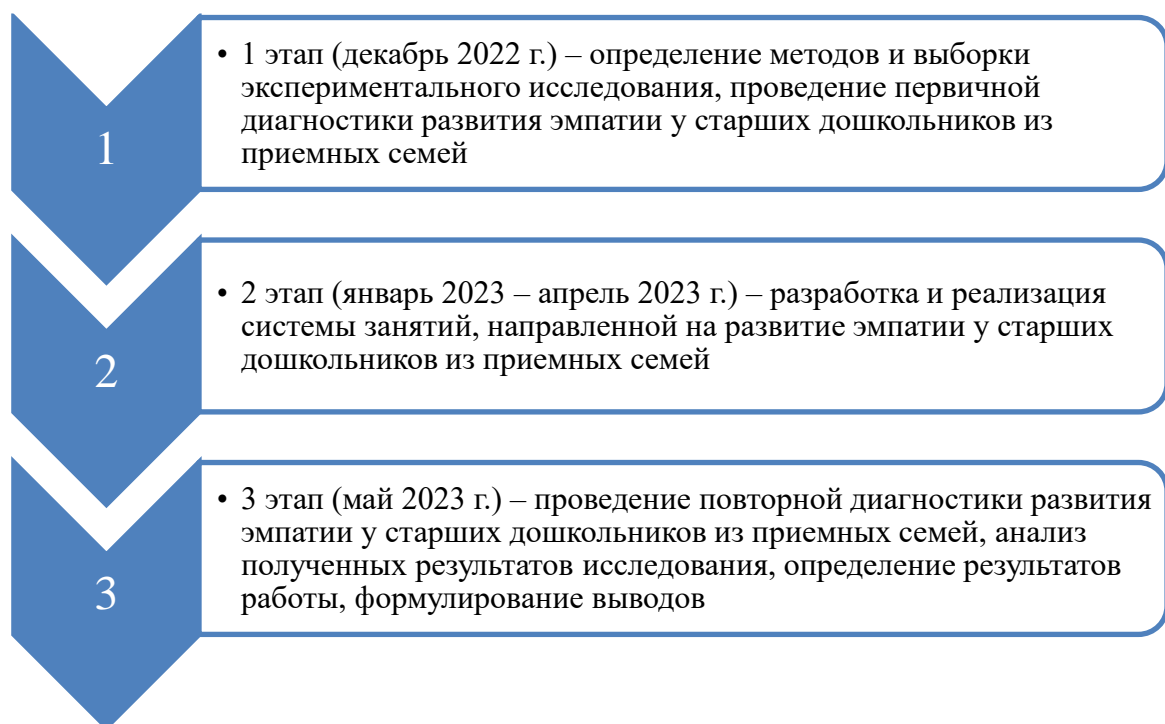 1
• 1 этап (декабрь 2022 г.) – определение методов и выборки
экспериментального исследования, проведение первичной
диагностики развития эмпатии у старших дошкольников из
приемных семей
2
• 2 этап (январь 2023 – апрель 2023 г.) – разработка и реализация
системы занятий, направленной на развитие эмпатии у старших
дошкольников из приемных семей
3
• 3 этап (май 2023 г.) – проведение повторной диагностики развития
эмпатии у старших дошкольников из приемных семей, анализ
полученных результатов исследования, определение результатов
работы, формулирование выводов